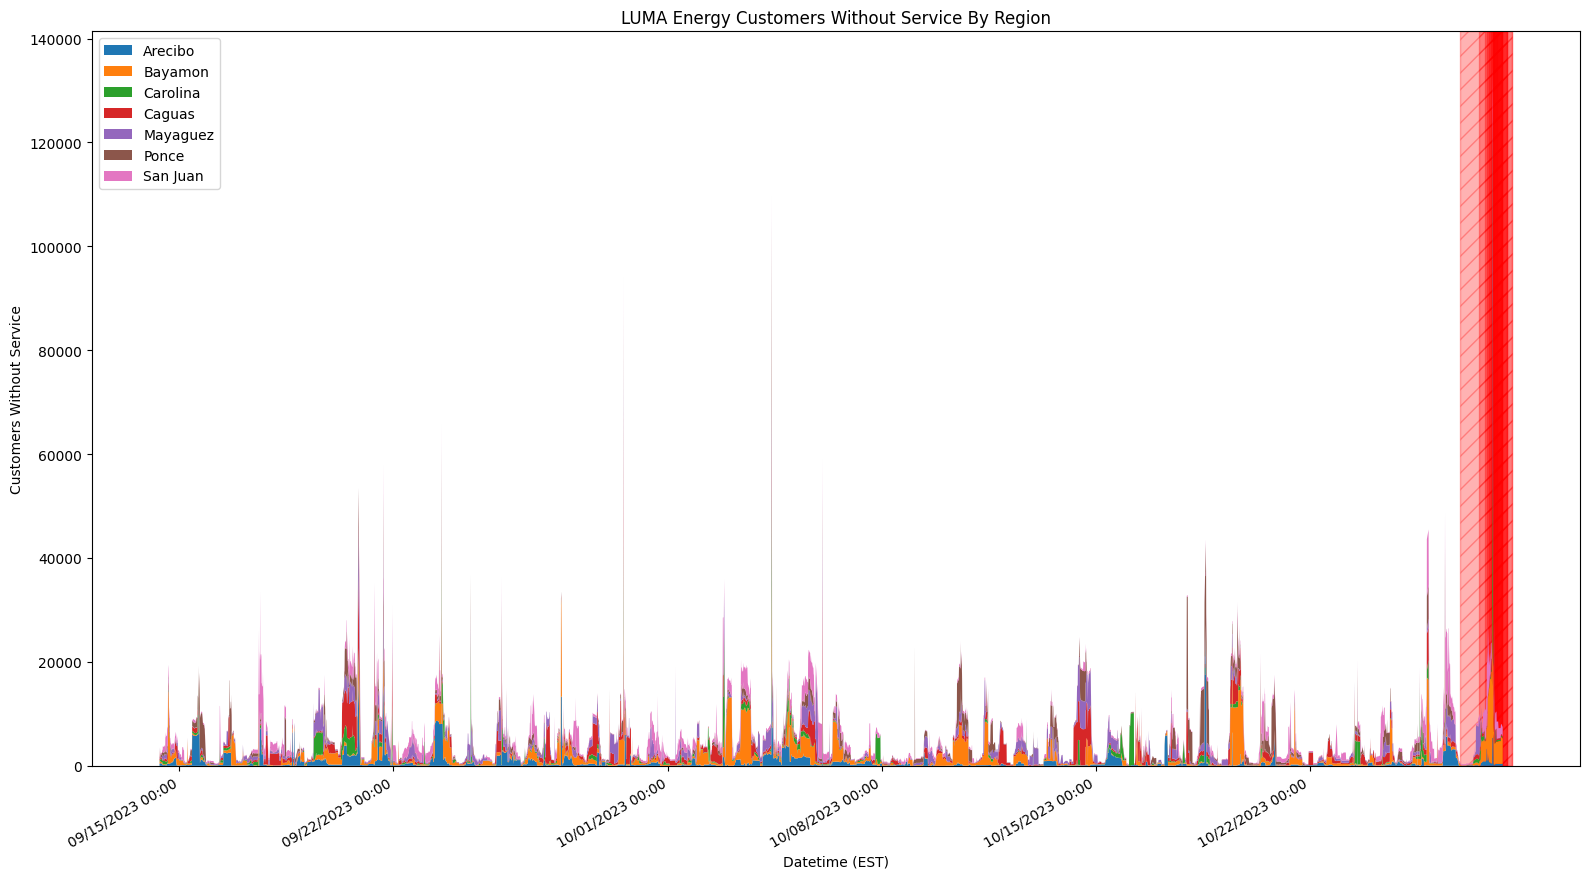 LUMA Energy Customers Without Service By Region
140000
120000
100000
80000
60000
40000
20000
0
Customers Without Service
Arecibo
Bayamon
Carolina
Caguas
Mayaguez
Ponce
San Juan
09/15/2023 00:00
09/22/2023 00:00
10/01/2023 00:00
10/08/2023 00:00
10/15/2023 00:00
10/22/2023 00:00
Datetime (EST)